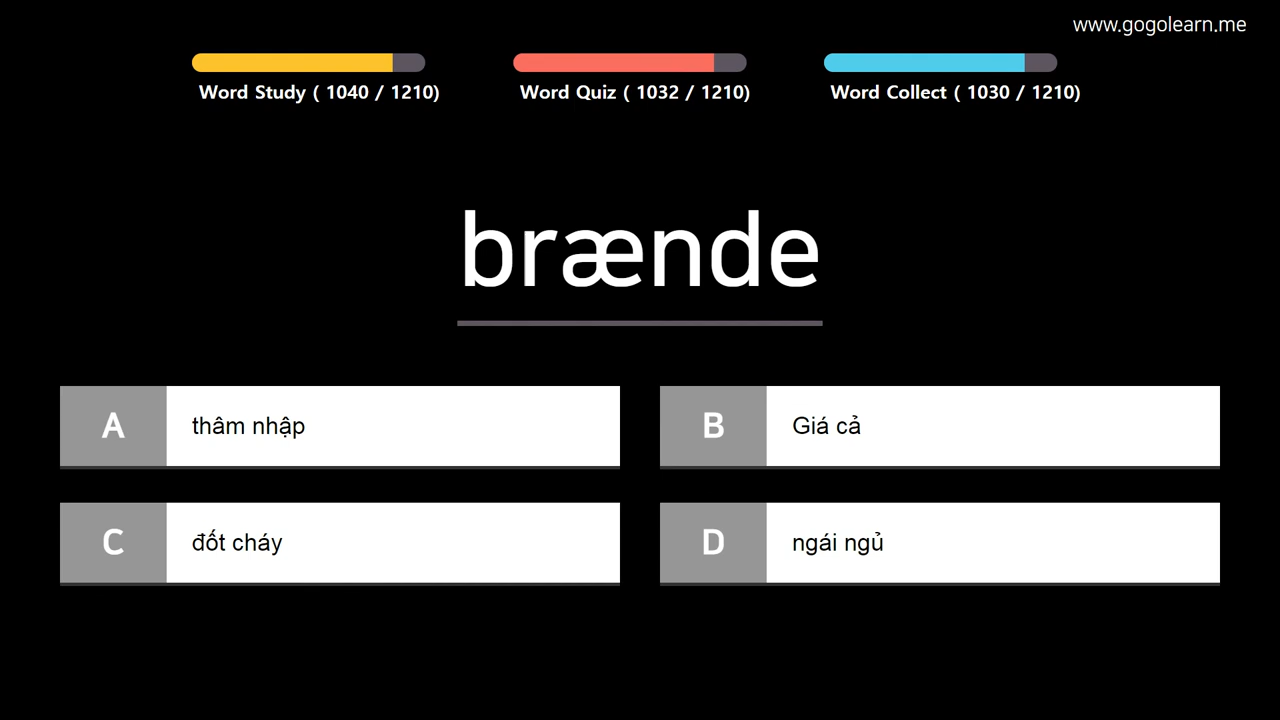 www.gogolearn.me
Word Study ( 1040 / 1210)
Word Quiz ( 1032 / 1210)
Word Collect ( 1030 / 1210)
brænde
A thâm nhập
B Giá cả
C đốt cháy
D ngái ngủ